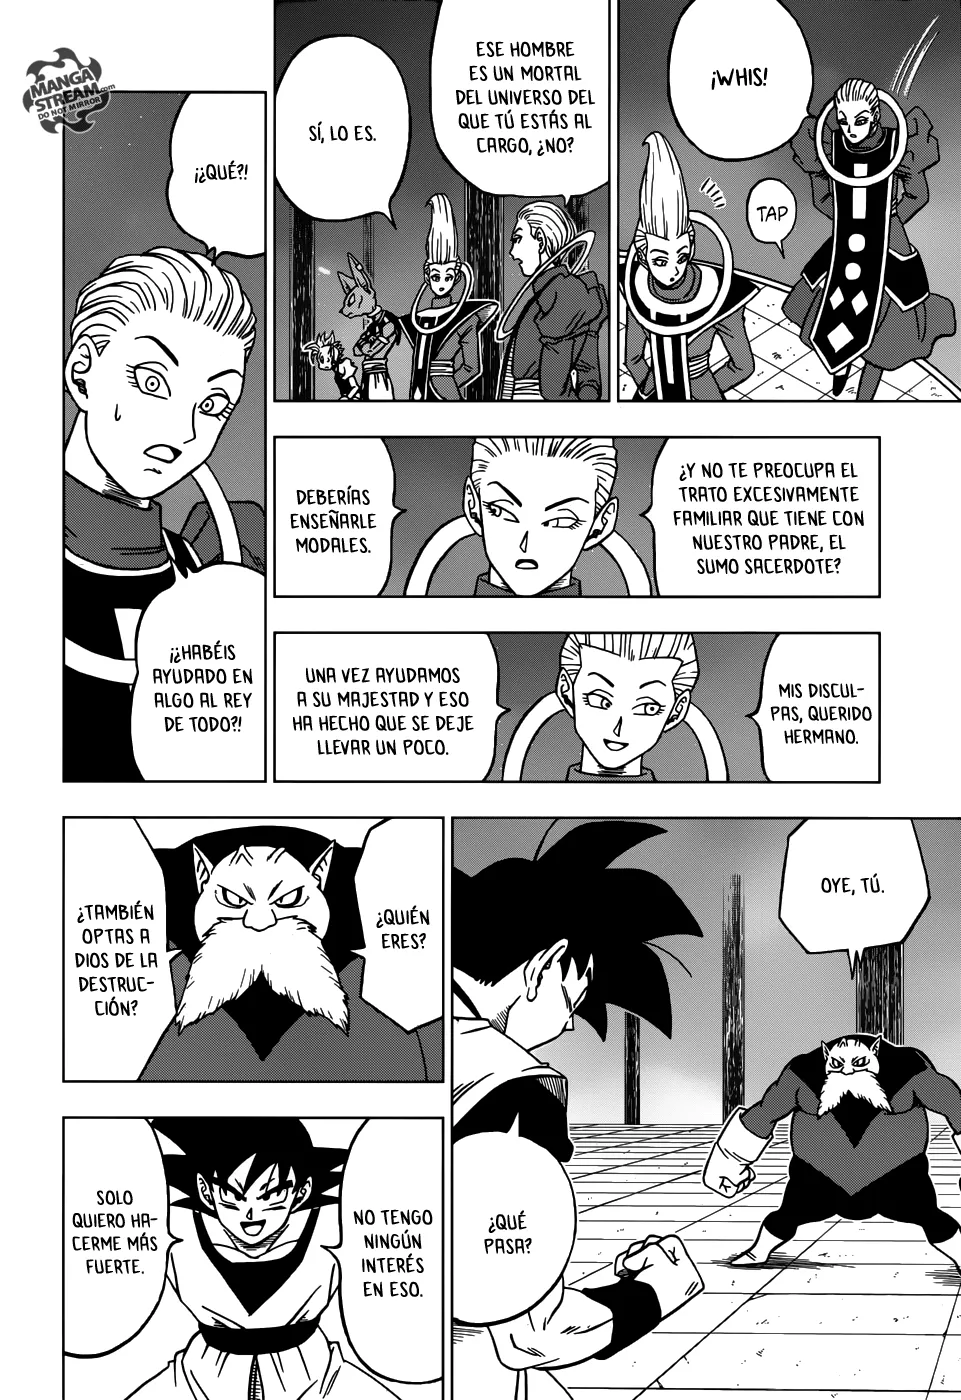 MANGA
STREAM.com
DO NOT MIRROR
¡WHIS!
TAP
ESE HOMBRE
ES UN MORTAL
DEL UNIVERSO DEL
QUE TÚ ESTÁS AL
CARGO, ¿NO?
SÍ, LO ES.
¡¿QUÉ?!
¡¿HABÉIS
AYUDADO EN
ALGO AL REY
DE TODO?!
¿Y NO TE PREOCUPA EL
TRATO EXCESIVAMENTE
FAMILIAR QUE TIENE CON
NUESTRO PADRE, EL
SUMO SACERDOTE?
DEBERÍAS
ENSEÑARLE
MODALES.
MIS DISCUL-
PAS, QUERIDO
HERMANO.
UNA VEZ AYUDAMOS
A SU MAJESTAD Y ESO
HA HECHO QUE SE DEJE
LLEVAR UN POCO.
OYE, TÚ.
¿QUÉ
PASA?
¿QUIÉN
ERES?
¿TAMBIÉN
OPTAS A
DIOS DE LA
DESTRUC-
CIÓN?
NO TENGO
NINGÚN
INTERÉS
EN ESO.
SOLO
QUIERO HA-
CERME MÁS
FUERTE.